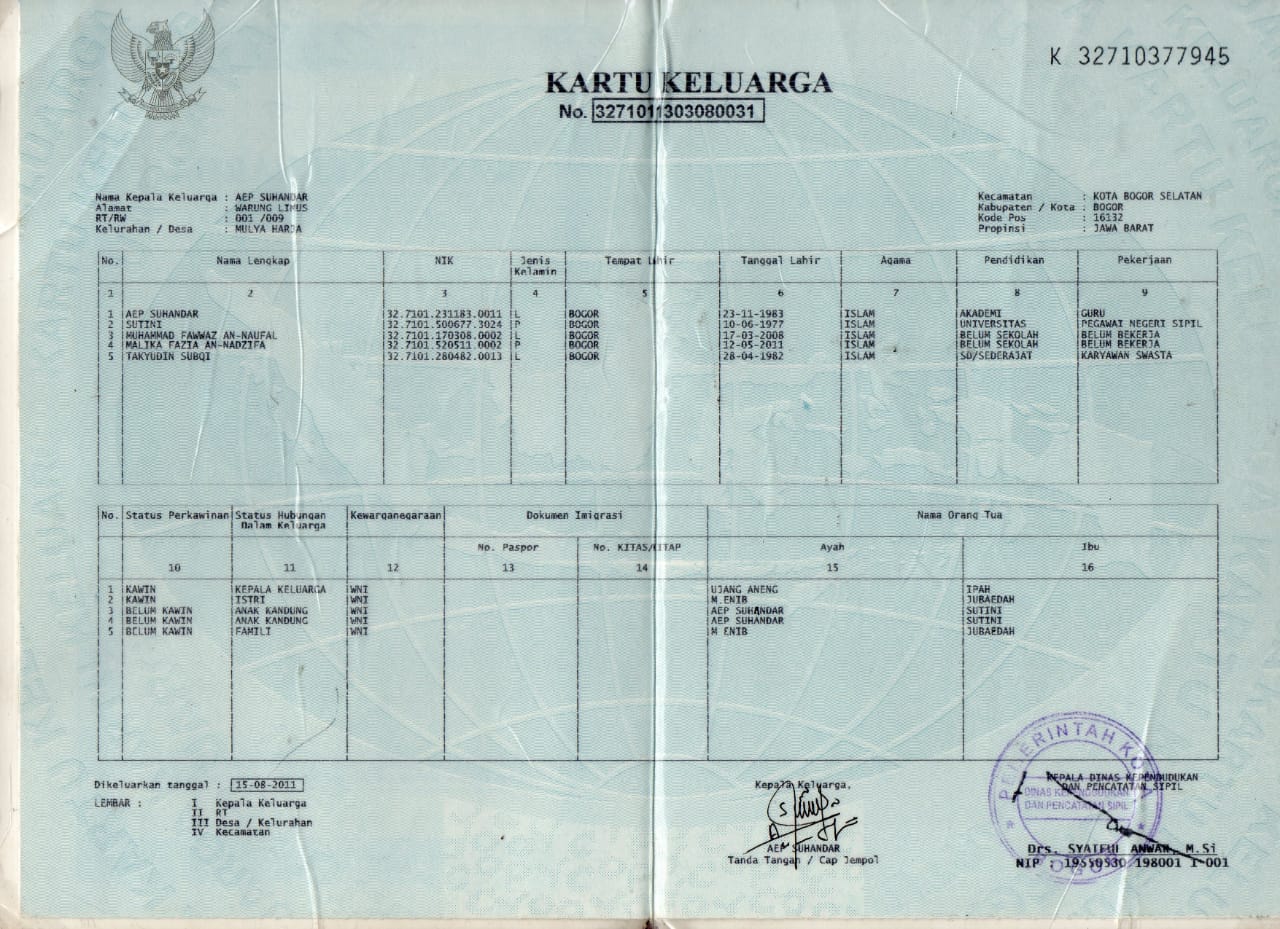 K 32710377945
KARTU KELUARGA
No. 3271011303080031
Nama Kepala Keluarga : AEP SUHANDAR
Alamat : WARUNG LIMUS
RT/RW : 001 /009
Kelurahan / Desa : MULYA HARJA
Kecamatan : KOTA BOGOR SELATAN
Kabupaten / Kota : BOGOR
Kode Pos : 16132
Propinsi : JAWA BARAT
No. Nama Lengkap NIK Jenis Kelamin Tempat Lahir Tanggal Lahir Agama Pendidikan Pekerjaan
1 2 3 4 5 6 7 8 9
1 AEP SUHANDAR 32.7101.231183.0011 L BOGOR 23-11-1983 ISLAM AKADEMI GURU
2 SUTINI 32.7101.500677.3024 P BOGOR 10-06-1977 ISLAM UNIVERSITAS PEGAWAI NEGERI SIPIL
3 MUHAMMAD FAWWAZ AN-NAUFAL 32.7101.170308.0002 L BOGOR 17-03-2008 ISLAM BELUM SEKOLAH BELUM BEKERJA
4 MALIKA FAZIA AN-NADZIFA 32.7101.520511.0002 P BOGOR 12-05-2011 ISLAM BELUM SEKOLAH BELUM BEKERJA
5 TAKYUDIN SUBQI 32.7101.280482.0013 L BOGOR 28-04-1982 ISLAM SD/SEDERAJAT KARYAWAN SWASTA
No. Status Perkawinan Status Hubungan Dalam Keluarga Kewarganegaraan Dokumen Imigrasi Nama Orang Tua
No. Paspor No. KITAS/KITAP Ayah Ibu
10 11 12 13 14 15 16
1 KAWIN KEPALA KELUARGA WNI UJANG ANENG IPAH
2 KAWIN ISTRI WNI M.ENIB JUBAEDAH
3 BELUM KAWIN ANAK KANDUNG WNI AEP SUHANDAR SUTINI
4 BELUM KAWIN ANAK KANDUNG WNI AEP SUHANDAR SUTINI
5 BELUM KAWIN FAMILI WNI M ENIB JUBAEDAH
Dikeluarkan tanggal : 15-08-2011
LEMBAR : I Kepala Keluarga
II RT
III Desa / Kelurahan
IV Kecamatan
Kepala Keluarga,
AEP SUHANDAR
Tanda Tangan / Cap Jempol
KEPALA DINAS KEPENDUDUKAN
DAN PENCATATAN SIPIL
PEMERINTAH KOTA
DINAS KEPENDUDUKAN
DAN PENCATATAN SIPIL
BOGOR
Drs. SYAIFUL ANWAR, M.Si
NIP :